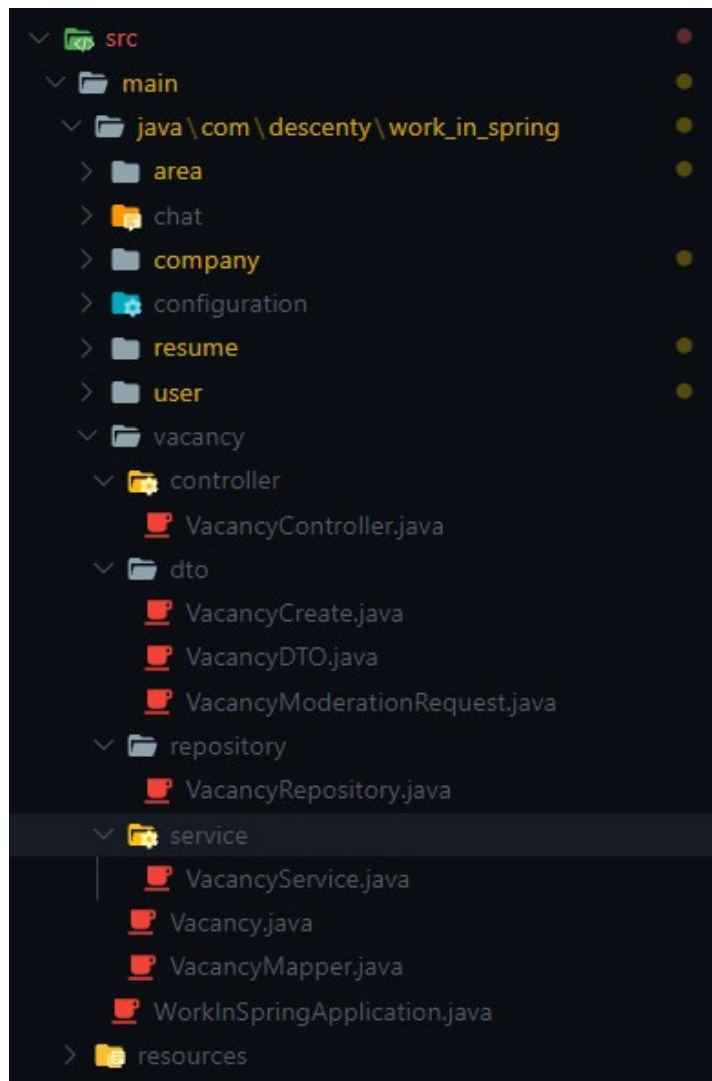 src
main
java\com\descenty\work_in_spring
area
chat
company
configuration
resume
user
vacancy
controller
VacancyController.java
dto
VacancyCreate.java
VacancyDTO.java
VacancyModerationRequest.java
repository
VacancyRepository.java
service
VacancyService.java
Vacancy.java
VacancyMapper.java
WorkInSpringApplication.java
resources